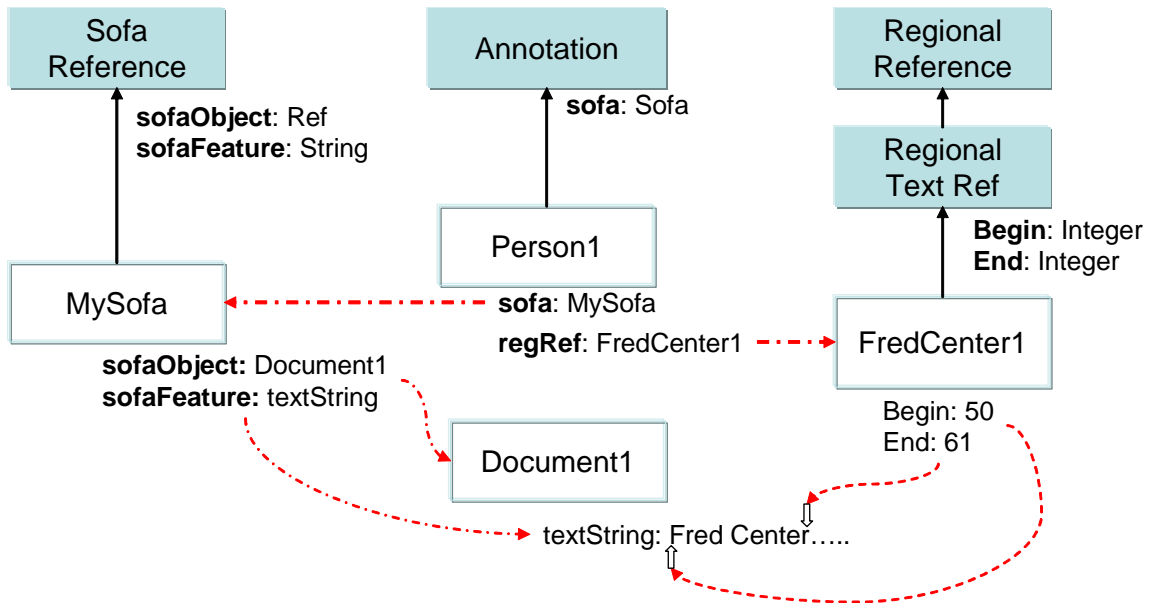 Sofa
Reference
Annotation
Regional
Reference
sofaObject: Ref
sofaFeature: String
sofa: Sofa
Regional
Text Ref
Begin: Integer
End: Integer
Person1
MySofa
sofa: MySofa
regRef: FredCenter1
FredCenter1
sofaObject: Document1
sofaFeature: textString
Begin: 50
End: 61
Document1
textString: Fred Center…..